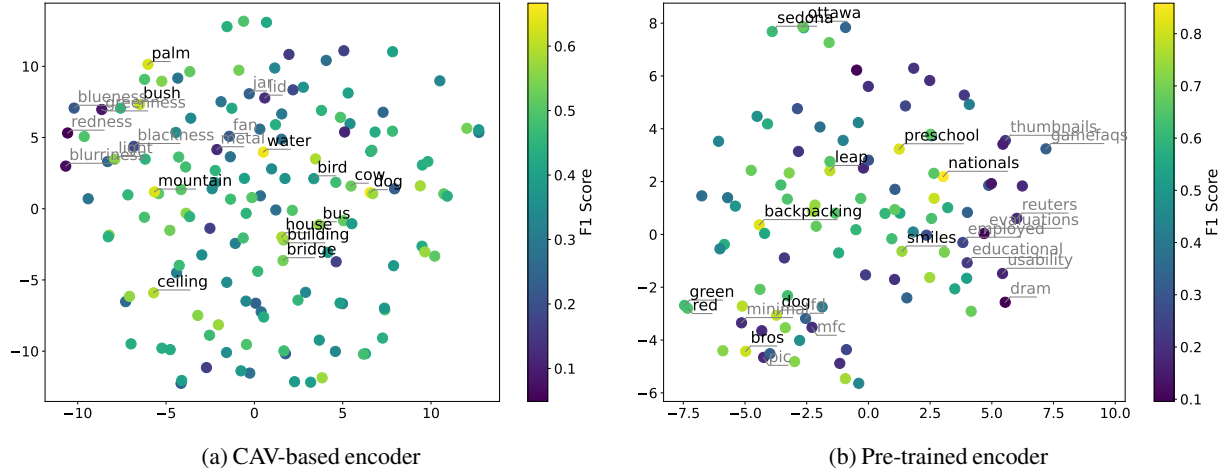 palm
blueness
greenness
bush
redness
blackness
light
blurriness
jar
lid
fan
metal
water
bird
cow
dog
mountain
bus
house
building
bridge
ceiling
10
5
0
−5
−10
−10 −5 0 5 10
0.6
0.5
0.4
0.3
0.2
0.1
F1 Score
(a) CAV-based encoder
ottawa
sedona
thumbnails
gamefaqs
preschool
leap
nationals
backpacking
reuters
evaluations
employed
smiles
educational
usability
dram
green
red
dog
minimal
mfc
bros
pic
8
6
4
2
0
−2
−4
−6
−7.5 −5.0 −2.5 0.0 2.5 5.0 7.5 10.0
0.8
0.7
0.6
0.5
0.4
0.3
0.2
0.1
F1 Score
(b) Pre-trained encoder